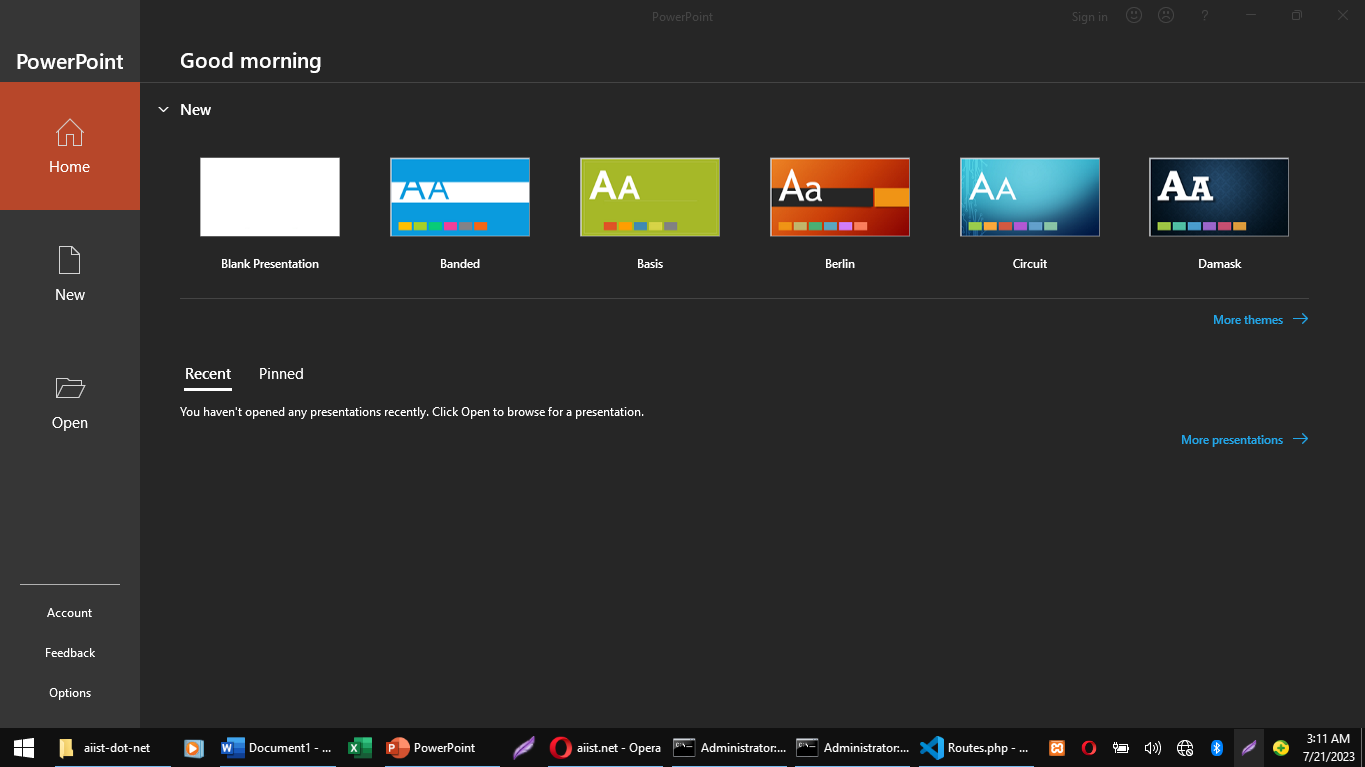 PowerPoint
Sign in
?
PowerPoint
Good morning
Home
New
Open
Account
Feedback
Options
New
AA
AA
Aa
AA
AA
Blank Presentation
Banded
Basis
Berlin
Circuit
Damask
More themes
Recent
Pinned
You haven't opened any presentations recently. Click Open to browse for a presentation.
More presentations
aiist-dot-net
Document1 - ...
PowerPoint
aiist.net - Opera
Administrator:...
Administrator:...
Routes.php - ...
3:11 AM
7/21/2023